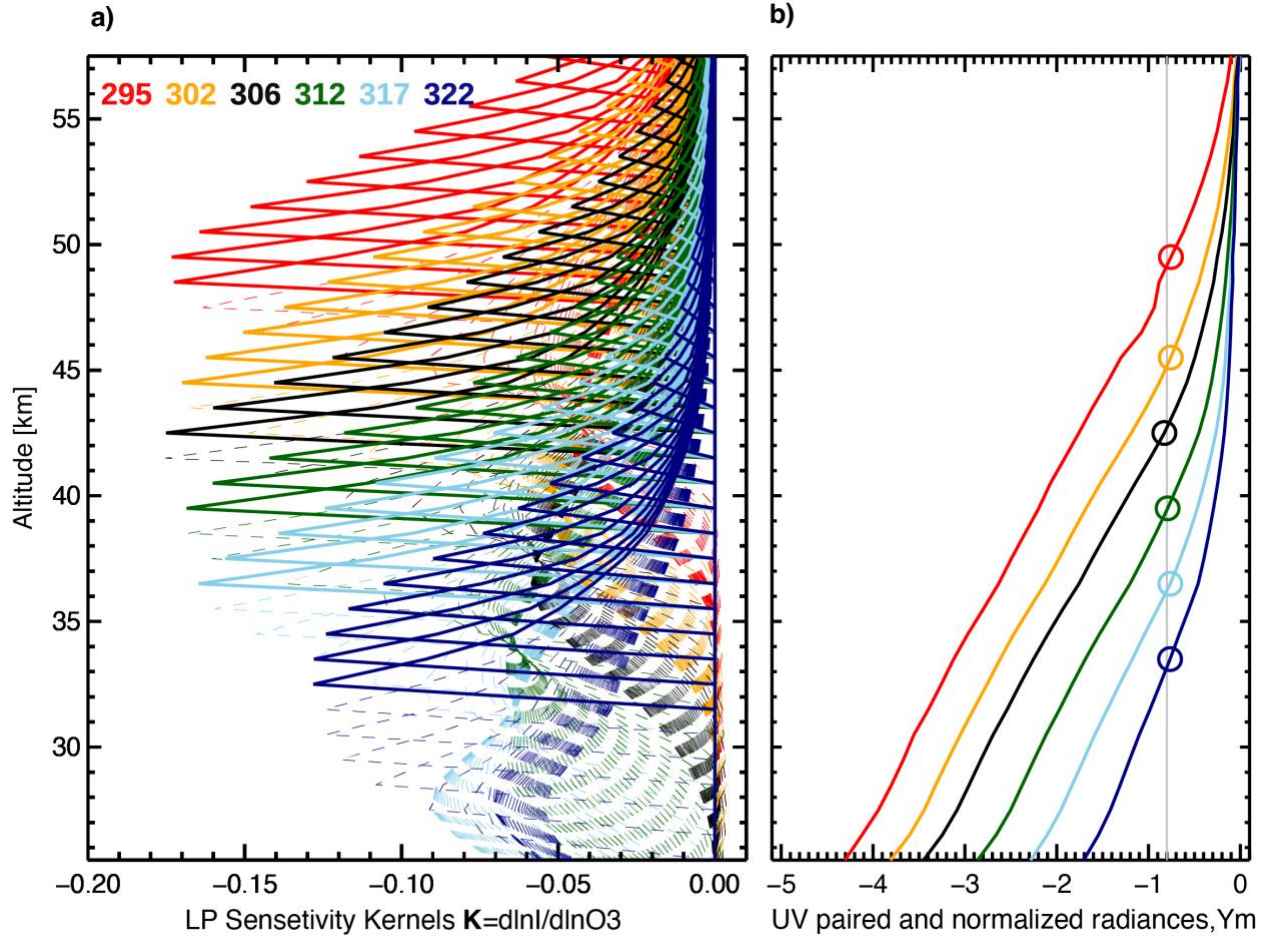 a)
b)
295 302 306 312 317 322
55
50
45
40
35
30
Altitude [km]
−0.20 −0.15 −0.10 −0.05 0.00
−5 −4 −3 −2 −1 0
LP Sensetivity Kernels K=dlnI/dlnO3
UV paired and normalized radiances,Ym